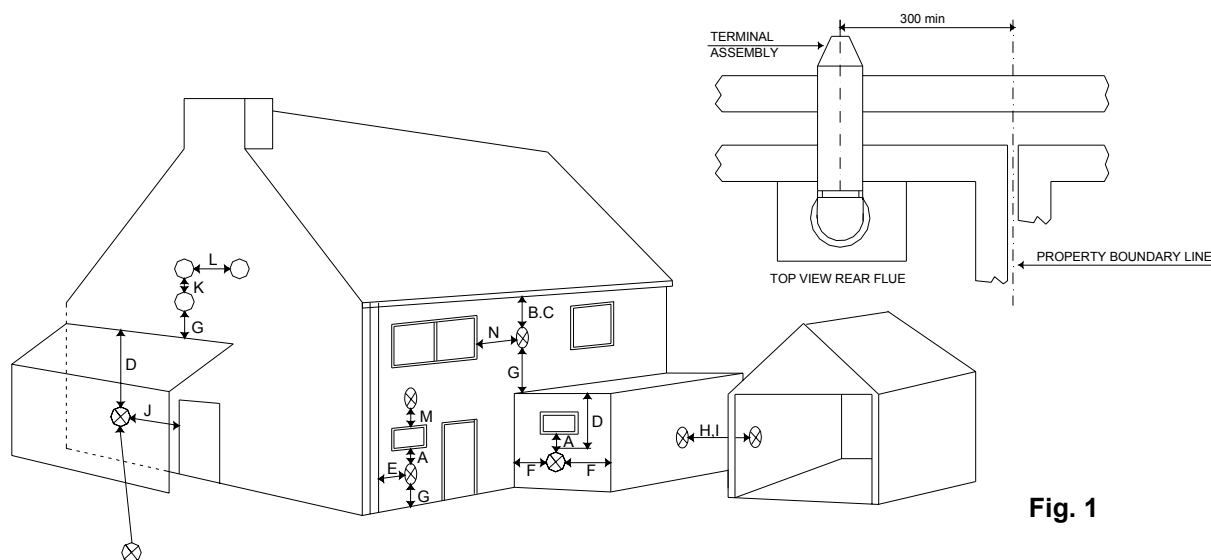 300 min
TERMINAL
ASSEMBLY
PROPERTY BOUNDARY LINE
TOP VIEW REAR FLUE
L
K
G
D
J
B.C
N
G
M
A
E
G
D
A
F
F
H,I
Fig. 1